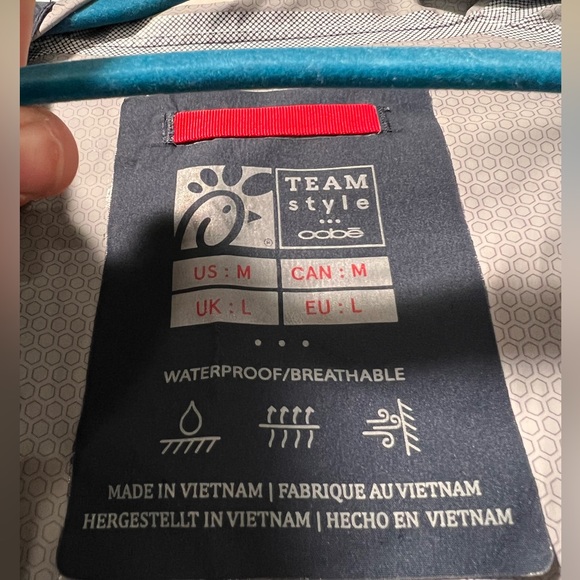 TEAM
style
oobe
®
US : M CAN : M
UK : L EU : L
WATERPROOF/BREATHABLE
MADE IN VIETNAM | FABRIQUE AU VIETNAM
HERGESTELLT IN VIETNAM | HECHO EN VIETNAM